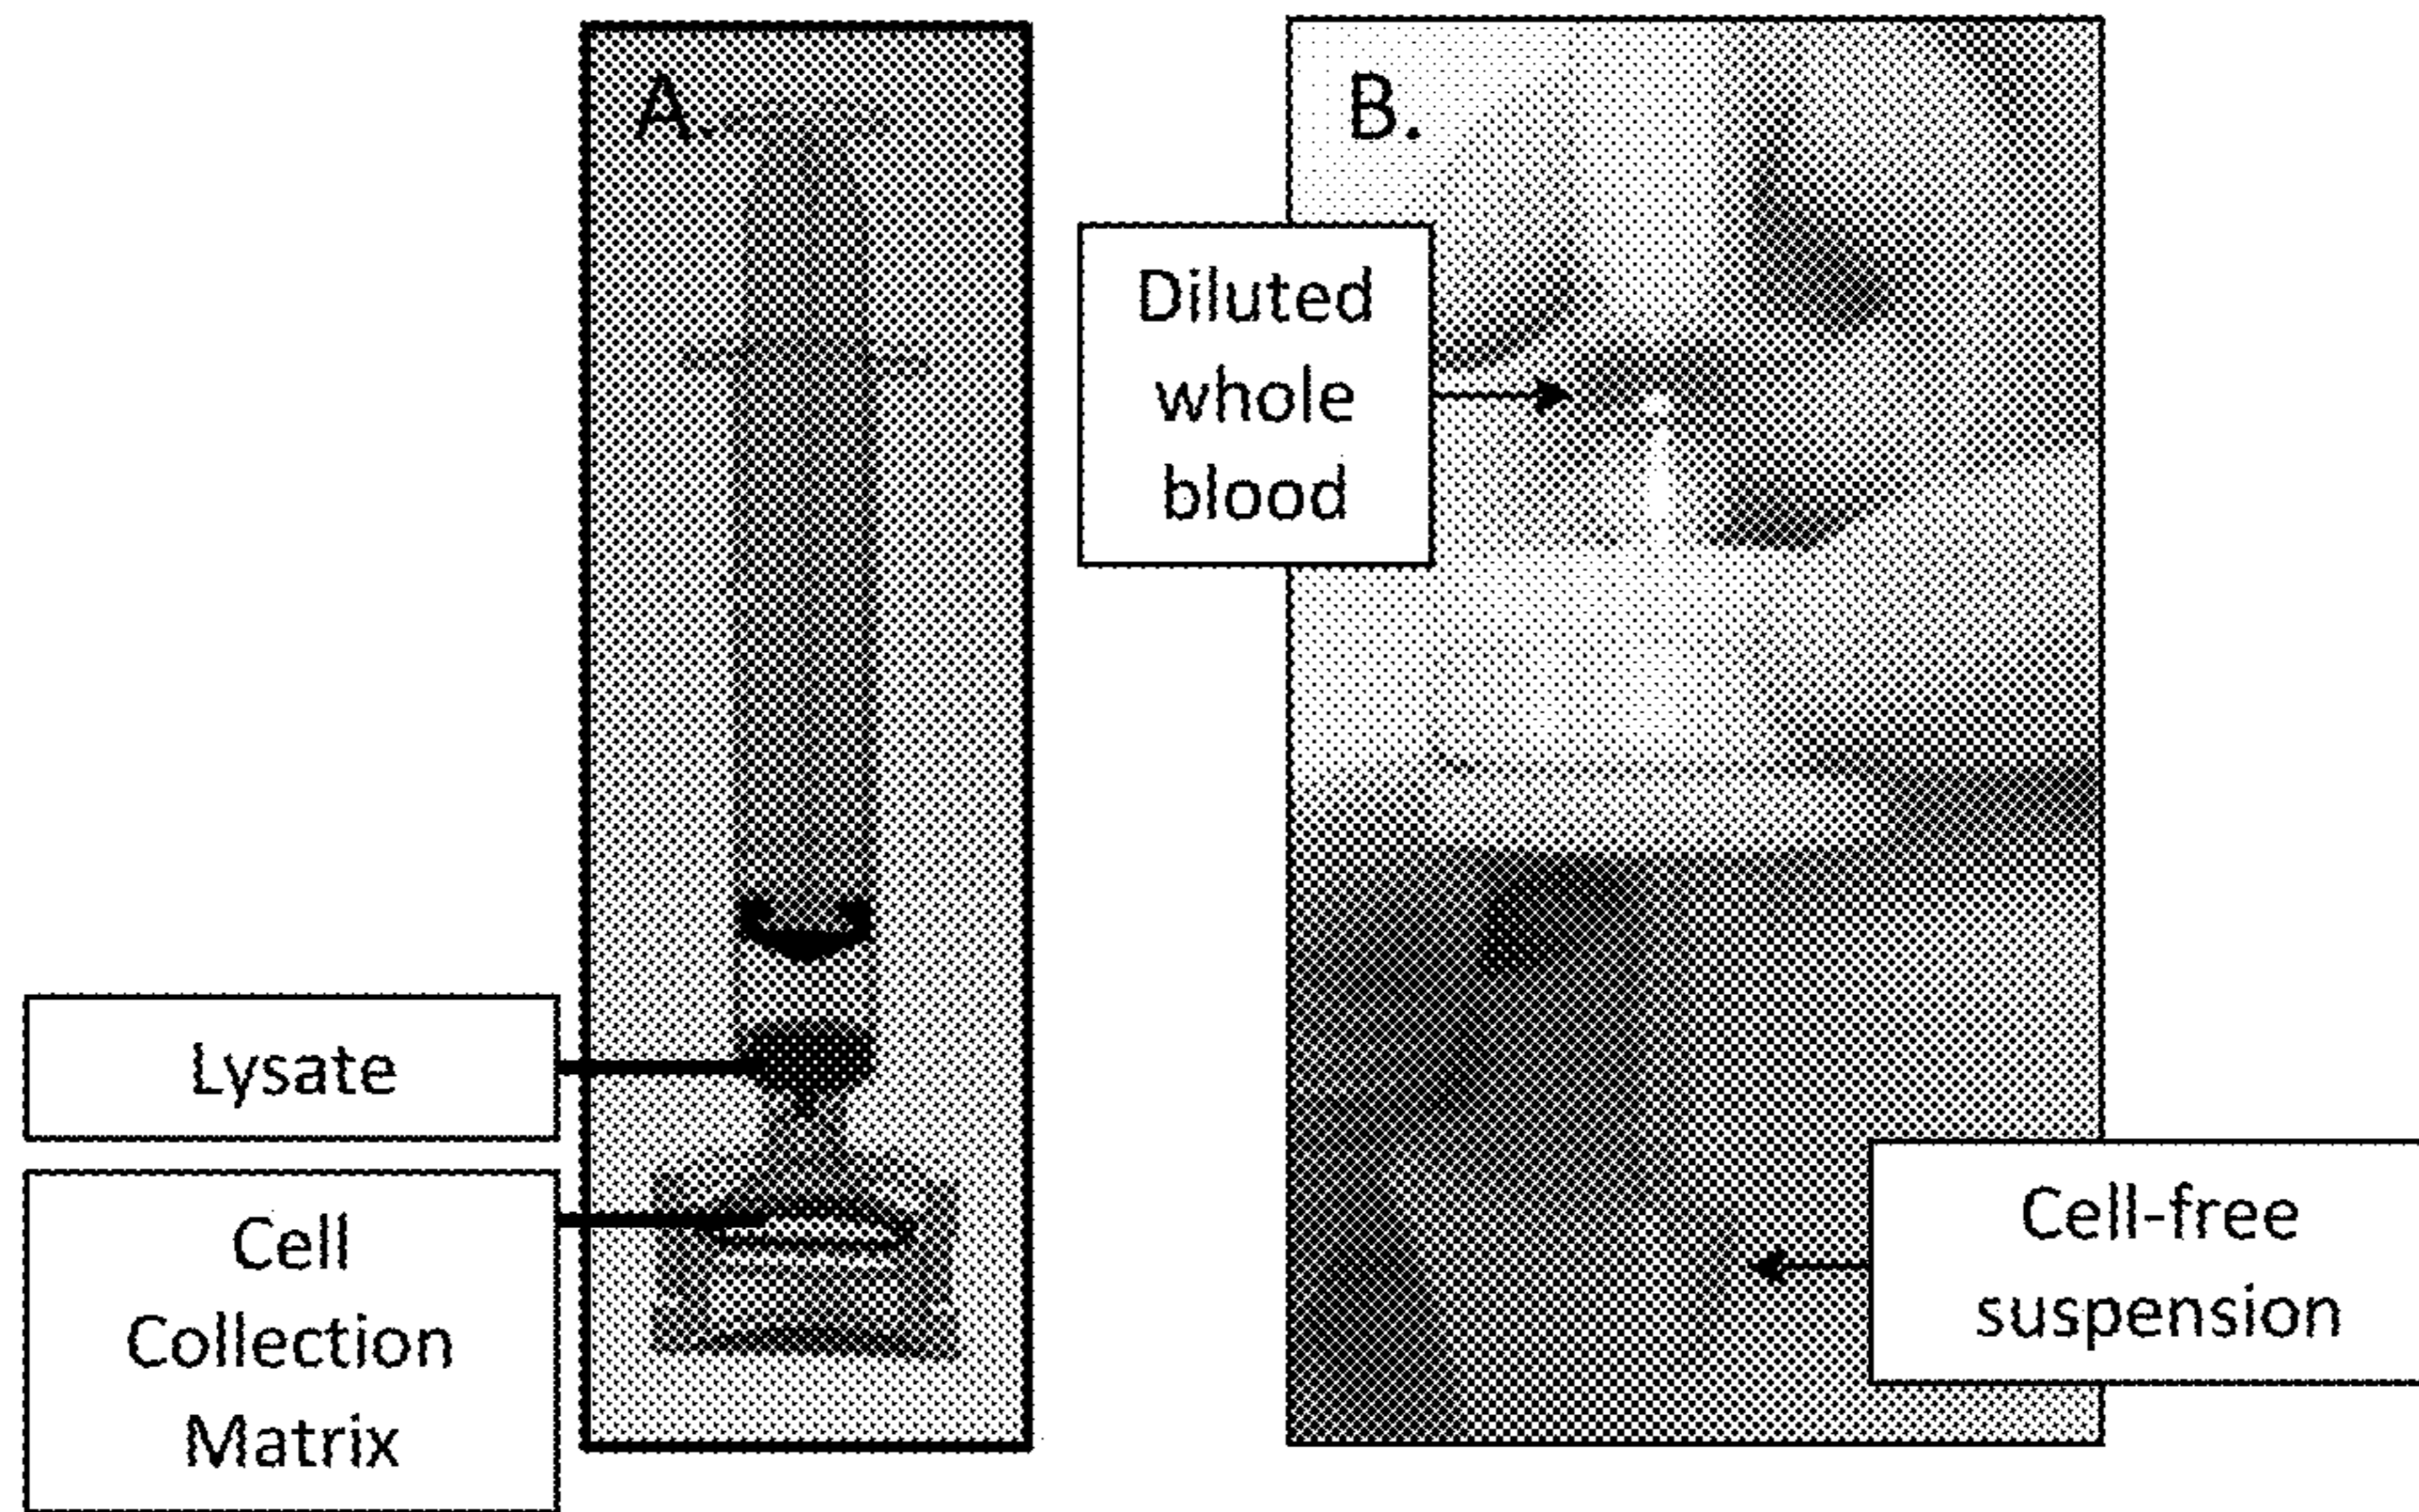 A.
Lysate
Cell
Collection
Matrix
B.
Diluted
whole
blood
Cell-free
suspension